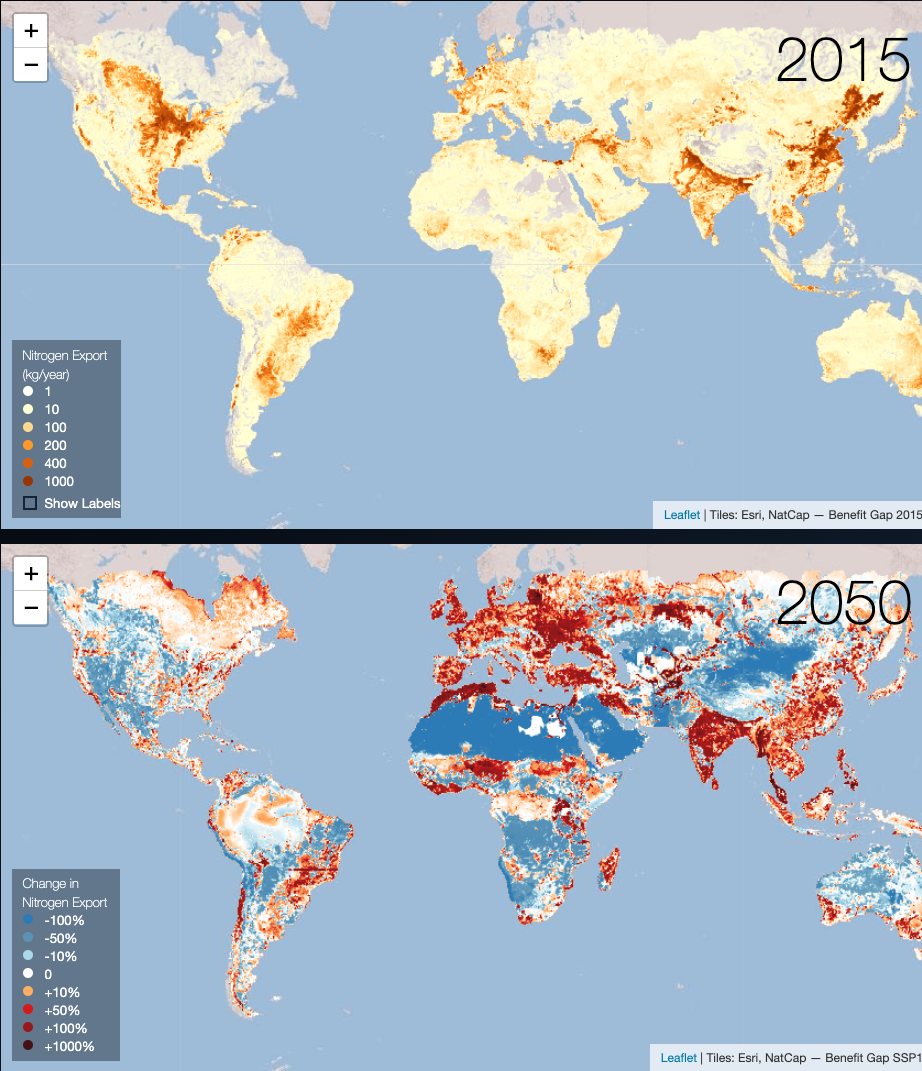 +
−
2015
Nitrogen Export
(kg/year)
1
10
100
200
400
1000
Show Labels
Leaflet | Tiles: Esri, NatCap — Benefit Gap 2015
+
−
2050
Change in
Nitrogen Export
-100%
-50%
-10%
0
+10%
+50%
+100%
+1000%
Leaflet | Tiles: Esri, NatCap — Benefit Gap SSP1